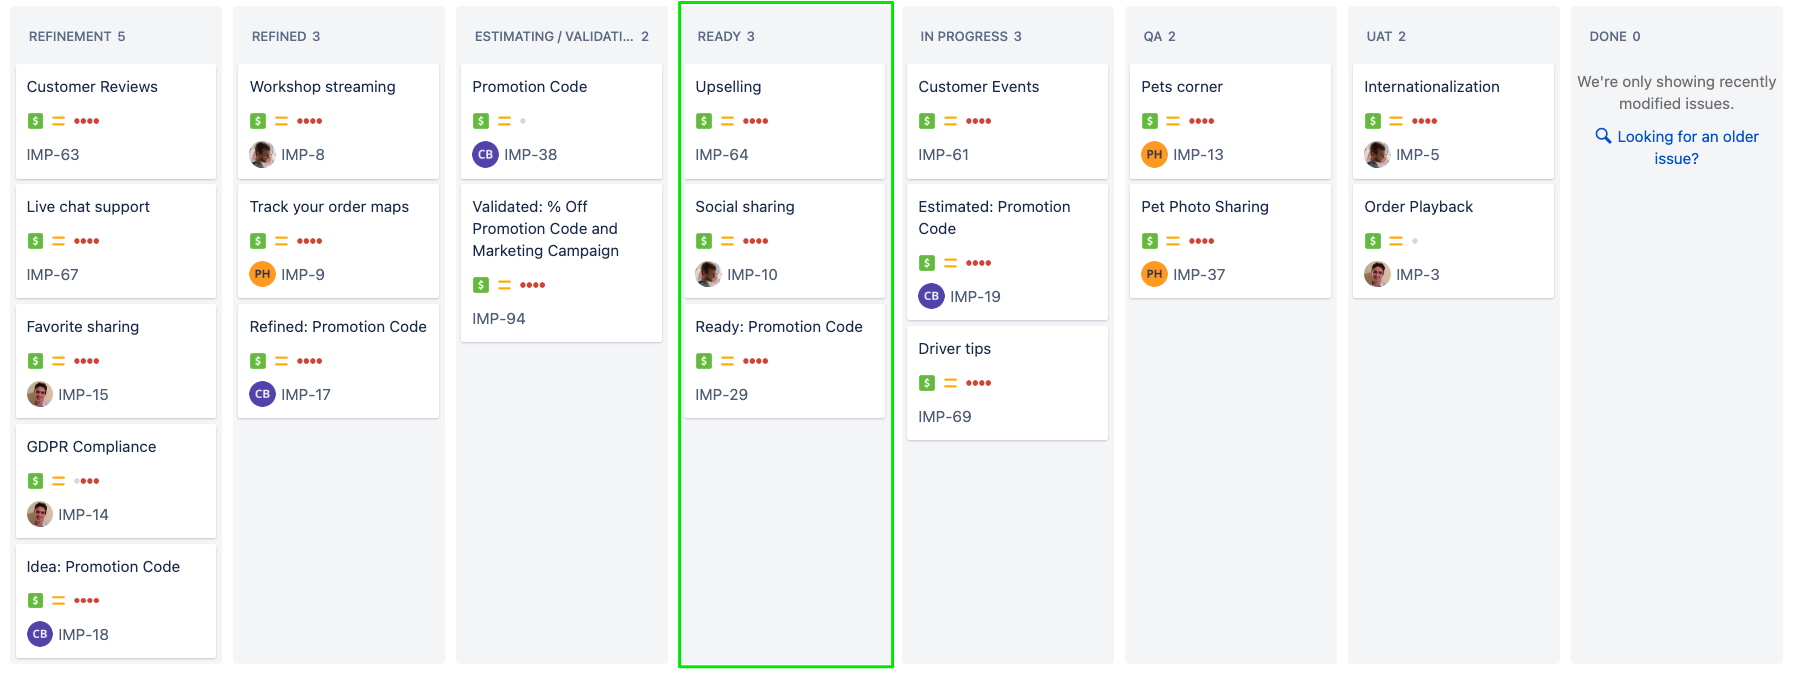 REFINEMENT 5
Customer Reviews
$
IMP-63
Live chat support
$
IMP-67
Favorite sharing
$
IMP-15
GDPR Compliance
$
IMP-14
Idea: Promotion Code
$
CB IMP-18
REFINED 3
Workshop streaming
$
IMP-8
Track your order maps
$
PH IMP-9
Refined: Promotion Code
$
CB IMP-17
ESTIMATING / VALIDATI... 2
Promotion Code
$
CB IMP-38
Validated: % Off
Promotion Code and
Marketing Campaign
$
IMP-94
READY 3
Upselling
$
IMP-64
Social sharing
$
IMP-10
Ready: Promotion Code
$
IMP-29
IN PROGRESS 3
Customer Events
$
IMP-61
Estimated: Promotion
Code
$
CB IMP-19
Driver tips
$
IMP-69
QA 2
Pets corner
$
PH IMP-13
Pet Photo Sharing
$
PH IMP-37
UAT 2
Internationalization
$
IMP-5
Order Playback
$
IMP-3
DONE 0
We're only showing recently
modified issues.
Looking for an older
issue?